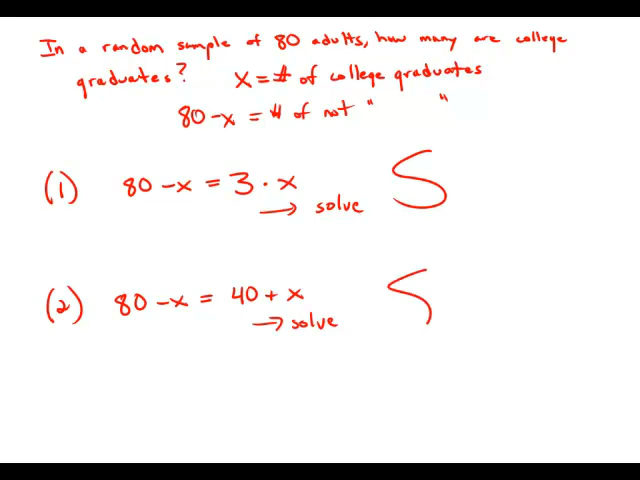 In a random sample of 80 adults, how many are college
graduates? x = # of college graduates
80 - x = # of not " "
(1) 80 - x = 3 · x S
→ solve
(2) 80 - x = 40 + x S
→ solve